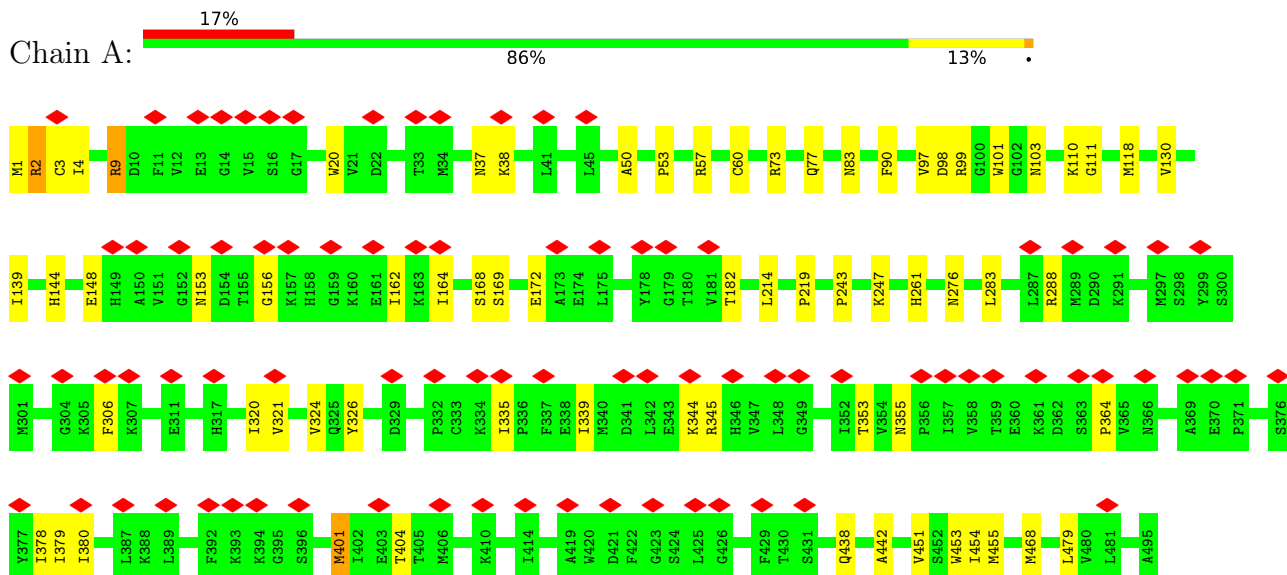 17%
Chain A:
86% 13% •
M1 R2 C3 I4 R9 D10 F11 V12 E13 G14 V15 S16 G17 W20 V21 D22 T33 M34 N37 K38 L41 L45 A50 P53 R57 C60 R73 Q77 N83 F90 V97 D98 R99 G100 W101 G102 N103 K110 G111 M118 V130
I139 H144 E148 H149 A150 V151 G152 N153 D154 T155 G156 K157 H158 G159 K160 E161 I162 K163 I164 S168 S169 E172 A173 E174 L175 Y178 G179 T180 V181 T182 L214 P219 P243 K247 H261 N276 L283 L287 R288 M289 D290 K291 M297 S298 Y299 S300
M301 G304 K305 F306 K307 E311 H317 I320 V321 V324 Q325 Y326 D329 P332 C333 K334 I335 P336 F337 E338 I339 M340 D341 L342 E343 K344 R345 H346 V347 L348 G349 I352 T353 V354 N355 P356 I357 V358 T359 E360 K361 D362 S363 P364 V365 N366 A369 E370 P371 S376
Y377 I378 I379 I380 L387 K388 L389 F392 K393 K394 G395 S396 M401 I402 E403 T404 T405 M406 K410 I414 A419 W420 D421 F422 G423 S424 L425 G426 F429 T430 S431 Q438 A442 V451 S452 W453 I454 M455 M468 L479 V480 L481 A495